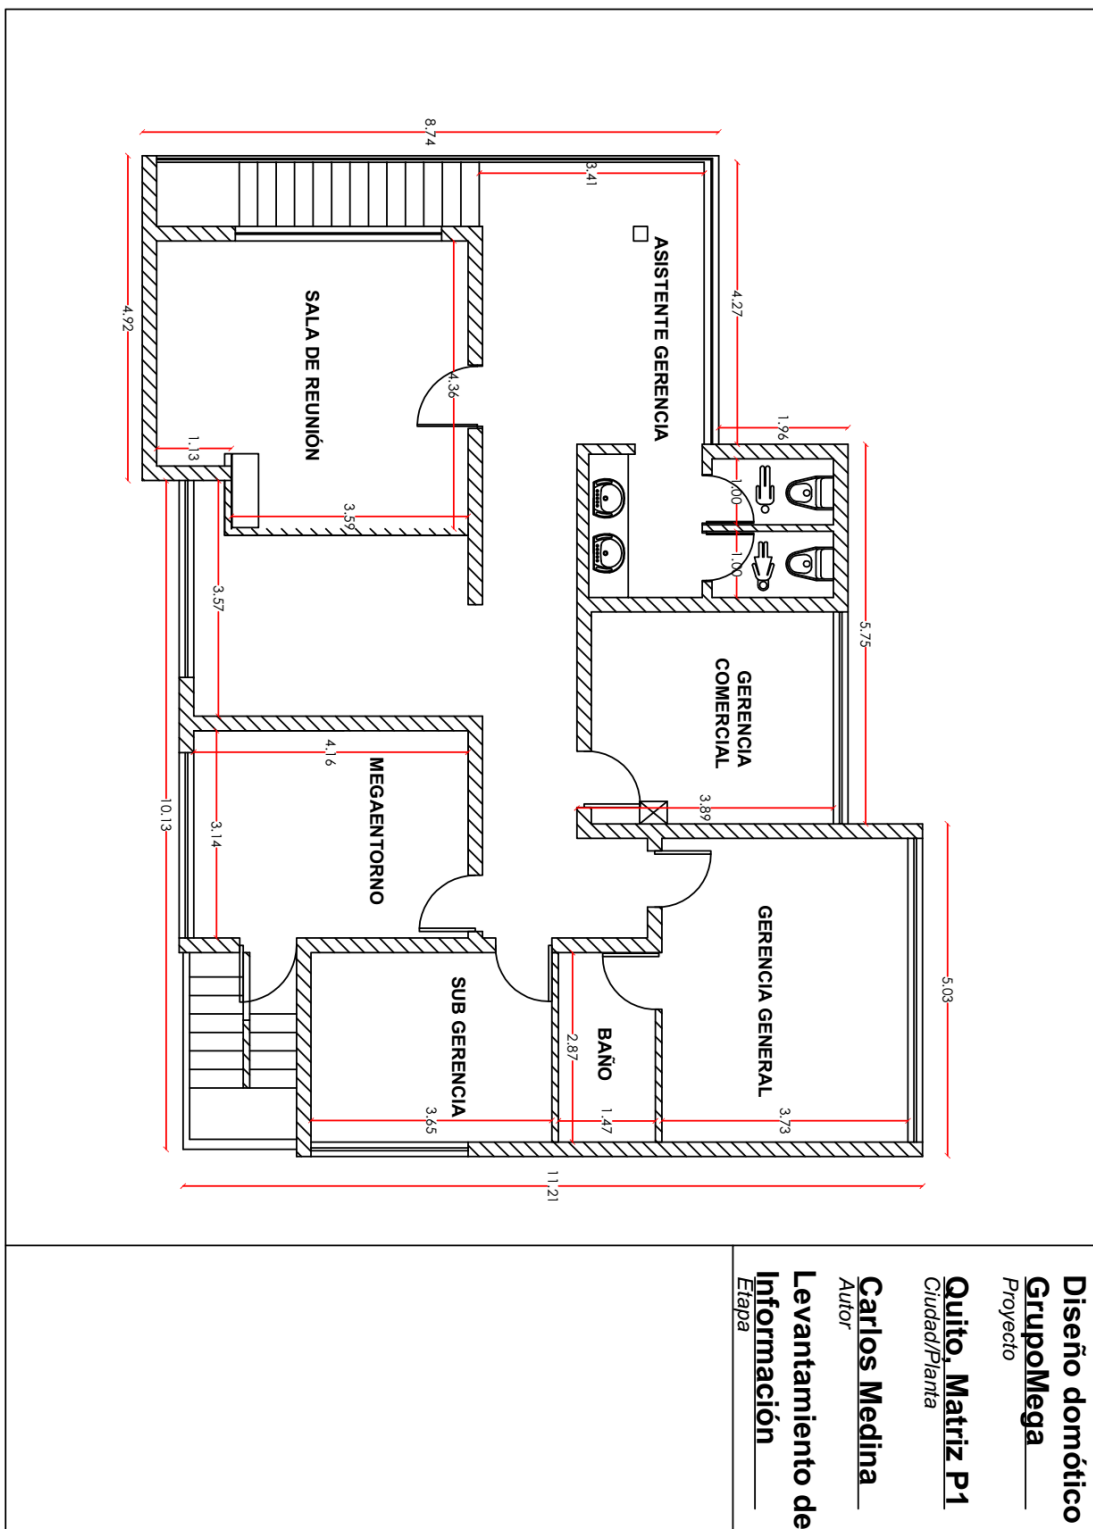 8.74
3.41
4.27
ASISTENTE GERENCIA
1.96
4.92
SALA DE REUNIÓN
4.36
1.13
3.59
1.00
1.00
5.75
3.57
GERENCIA
COMERCIAL
3.89
10.13
4.16
MEGAENTORNO
3.14
GERENCIA GENERAL
5.03
SUB GERENCIA
BAÑO
2.87
3.65
1.47
3.73
11.21
Diseño domótico
GrupoMega
Proyecto
Quito, Matriz P1
Ciudad/Planta
Carlos Medina
Autor
Levantamiento de
Información
Etapa